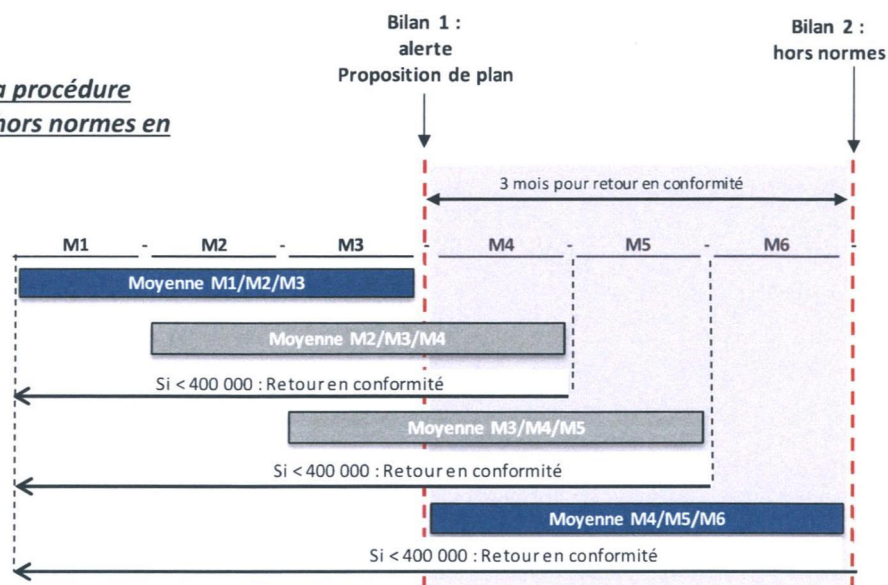 Bilan 1 :
alerte
Proposition de plan
Bilan 2 :
hors normes
a procédure
hors normes en
3 mois pour retour en conformité
M1 - M2 - M3 - M4 - M5 - M6 -
Moyenne M1/M2/M3
Moyenne M2/M3/M4
Si < 400 000 : Retour en conformité
Moyenne M3/M4/M5
Si < 400 000 : Retour en conformité
Moyenne M4/M5/M6
Si < 400 000 : Retour en conformité